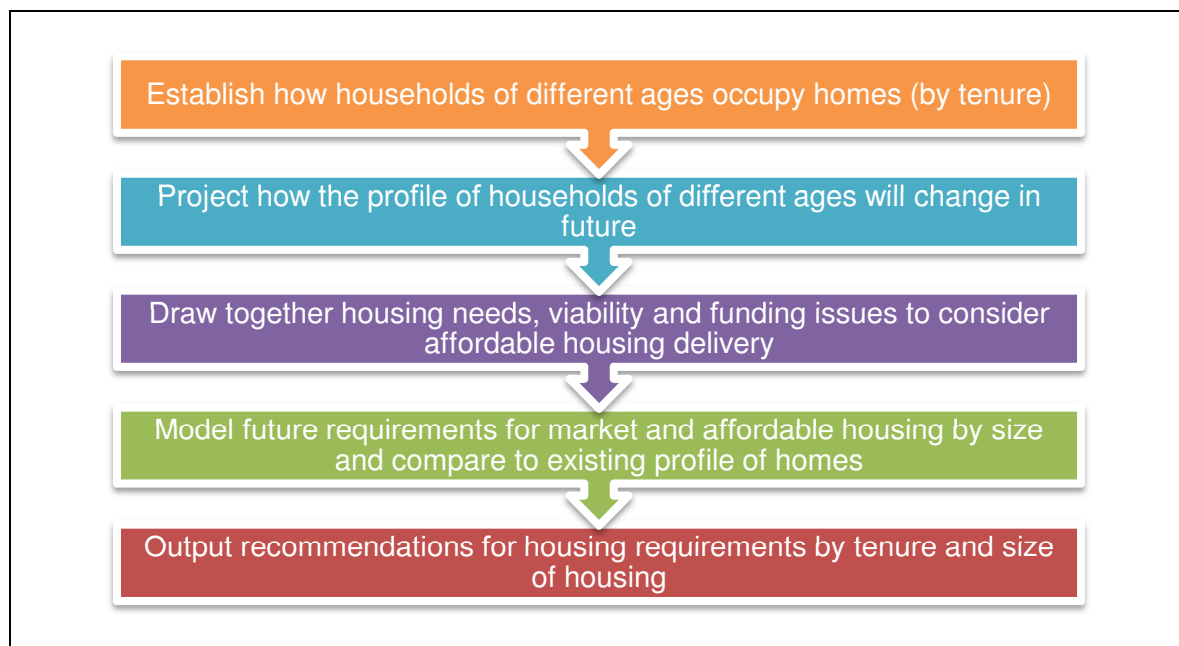 Establish how households of different ages occupy homes (by tenure)
Project how the profile of households of different ages will change in
future
Draw together housing needs, viability and funding issues to consider
affordable housing delivery
Model future requirements for market and affordable housing by size
and compare to existing profile of homes
Output recommendations for housing requirements by tenure and size
of housing